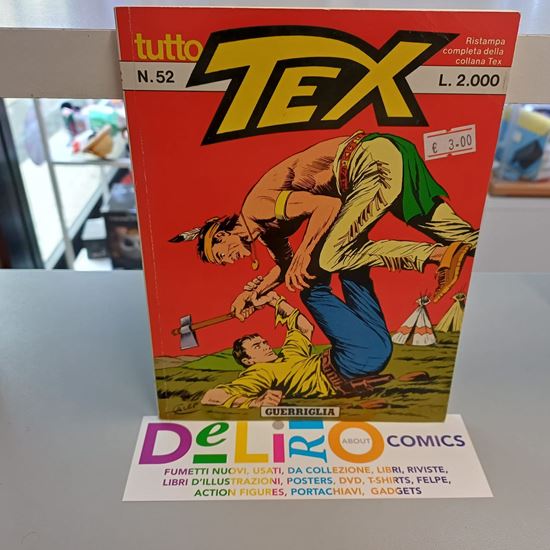 tutto
TEX
N. 52
Ristampa
completa della
collana Tex
L. 2.000
€ 3.00
GUERRIGLIA
DeLiRiO
ABOUT
COMICS
FUMETTI NUOVI, USATI, DA COLLEZIONE, LIBRI, RIVISTE,
LIBRI D'ILLUSTRAZIONI, POSTERS, DVD, T-SHIRTS, FELPE,
ACTION FIGURES, PORTACHIAVI, GADGETS